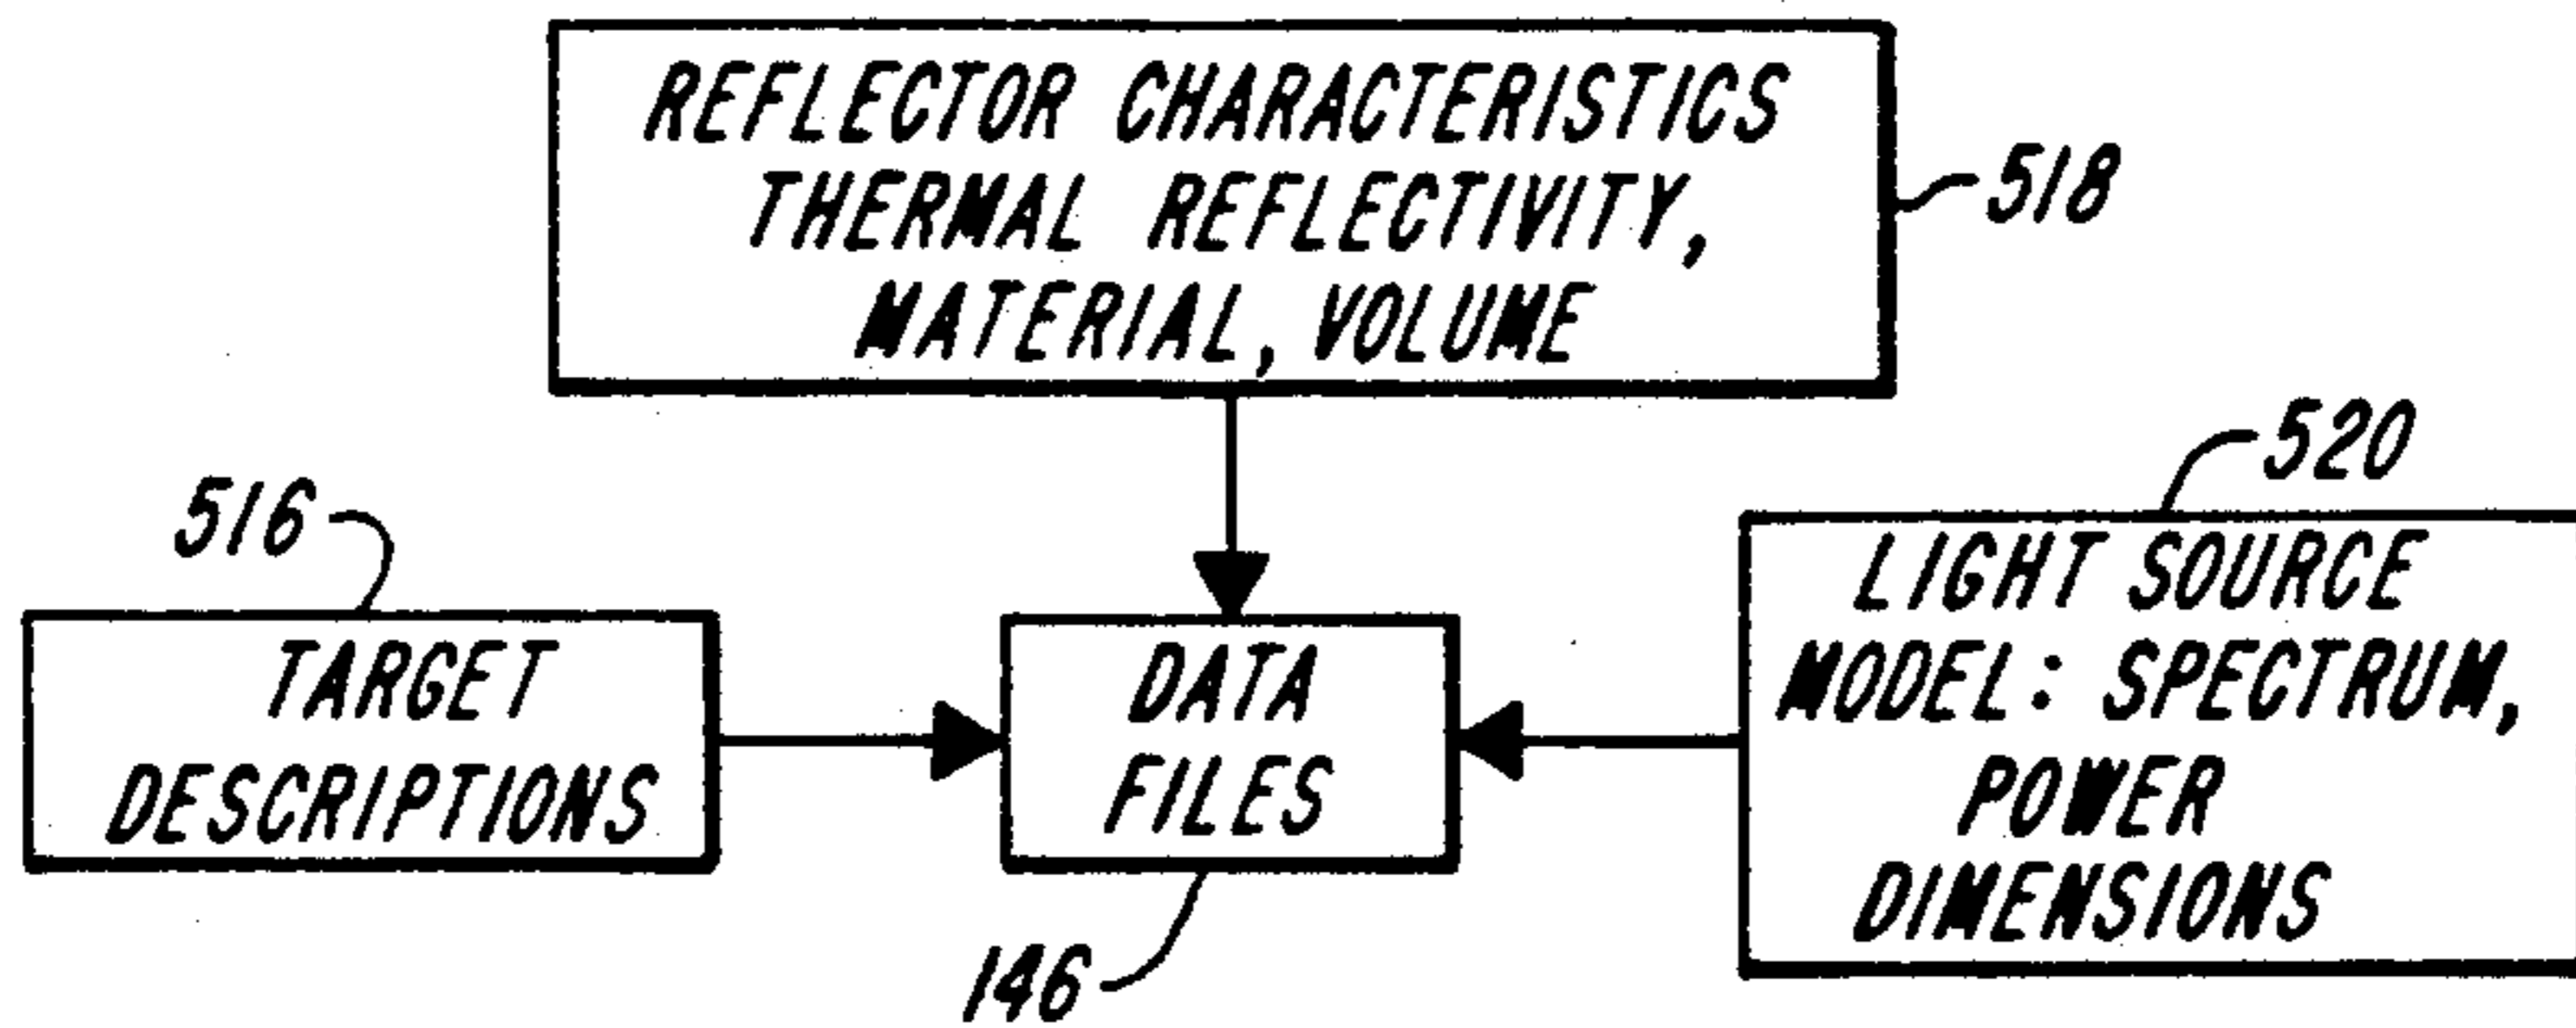 REFLECTOR CHARACTERISTICS
THERMAL REFLECTIVITY,
MATERIAL, VOLUME
518
516
TARGET
DESCRIPTIONS
DATA
FILES
146
520
LIGHT SOURCE
MODEL: SPECTRUM,
POWER
DIMENSIONS